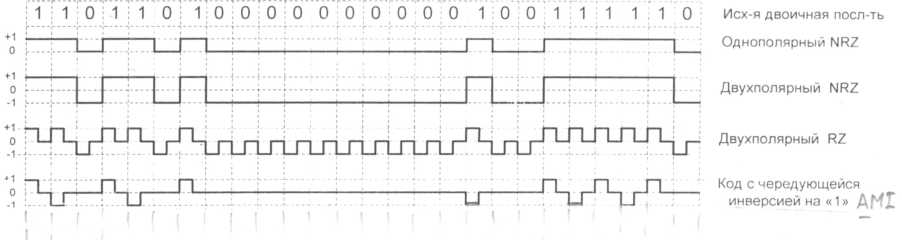 1 1 0 1 1 0 1 0 0 0 0 0 0 0 0 0 0 1 0 0 1 1 1 1 1 0 Исх-я двоичная посл-ть
+1 Однополярный NRZ
0
+1
0 Двухполярный NRZ
-1
+1
0 Двухполярный RZ
-1
+1 Код с чередующейся
0 инверсией на «1» AMI
-1